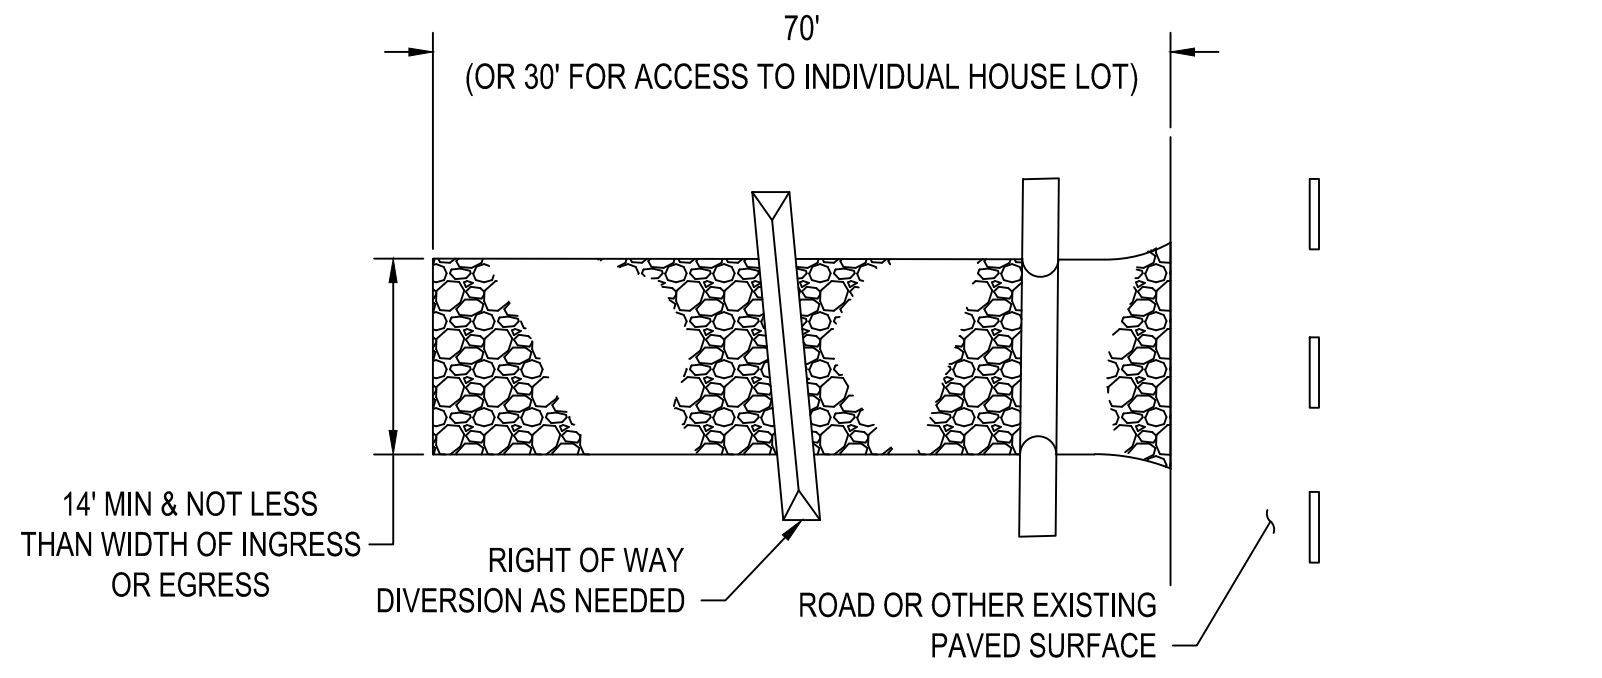 70'
(OR 30' FOR ACCESS TO INDIVIDUAL HOUSE LOT)
14' MIN & NOT LESS
THAN WIDTH OF INGRESS
OR EGRESS
RIGHT OF WAY
DIVERSION AS NEEDED
ROAD OR OTHER EXISTING
PAVED SURFACE